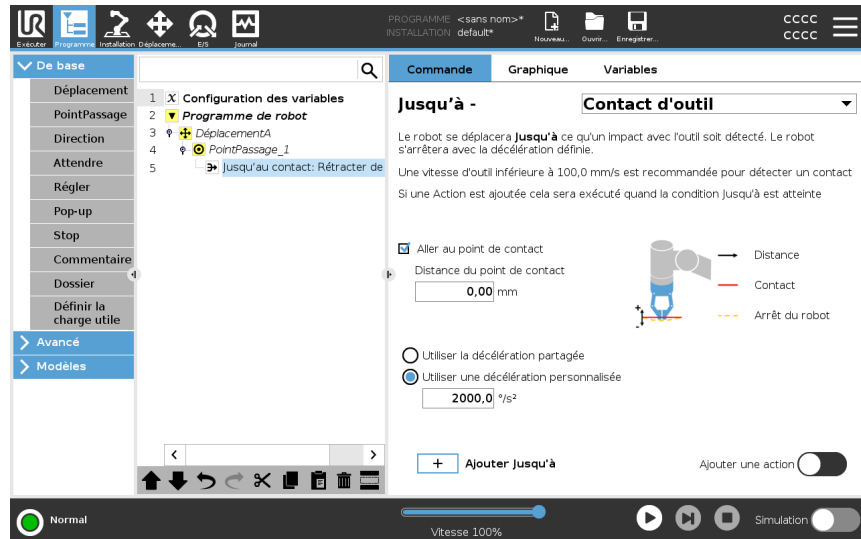 UR
PROGRAMME <sans nom>*
INSTALLATION default*
Exécuter
Programme
Installation
Déplaceme...
E/S
Journal
Nouveau...
Ouvrir...
Enregistrer...
CCCC
CCCC
De base
Déplacement
PointPassage
Direction
Attendre
Régler
Pop-up
Stop
Commentaire
Dossier
Définir la
charge utile
Avancé
Modèles
1 X Configuration des variables
2 Programme de robot
3 DéplacementA
4 PointPassage_1
5 Jusqu'au contact: Rétracter de
Commande Graphique Variables
Jusqu'à - Contact d'outil
Le robot se déplacera Jusqu'à ce qu'un impact avec l'outil soit détecté. Le robot
s'arrêtera avec la décélération définie.
Une vitesse d'outil inférieure à 100,0 mm/s est recommandée pour détecter un contact
Si une Action est ajoutée cela sera exécuté quand la condition Jusqu'à est atteinte
Aller au point de contact
Distance du point de contact
0,00 mm
Distance
Contact
Arrêt du robot
+
-
Utiliser la décélération partagée
Utiliser une décélération personnalisée
2000,0 °/s²
+ Ajouter Jusqu'à
Ajouter une action
Normal
Vitesse 100%
Simulation